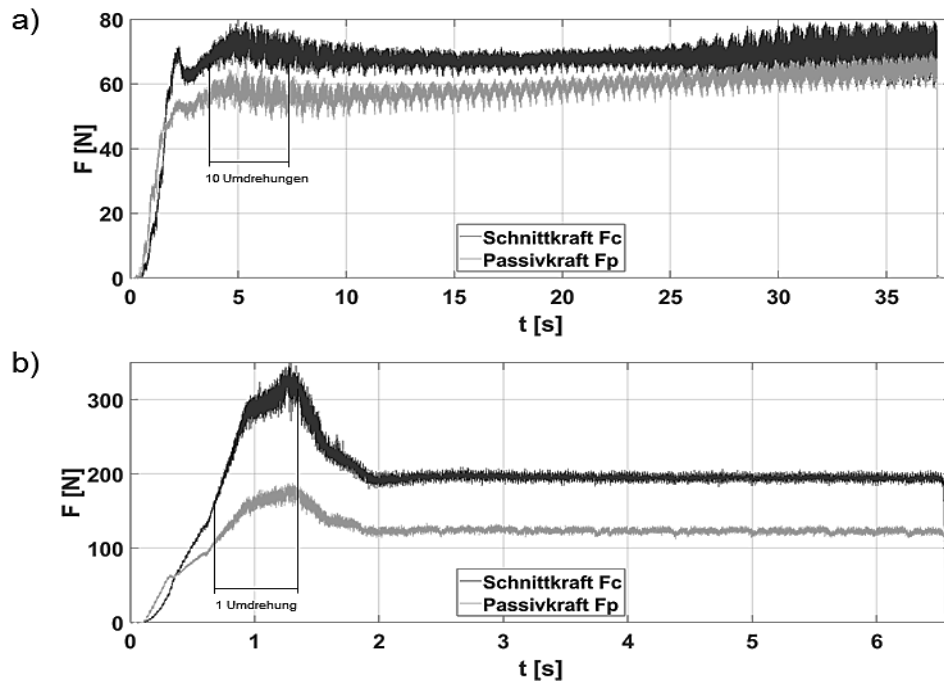 a)
80
60
40
20
0
F [N]
10 Umdrehungen
Schnittkraft Fc
Passivkraft Fp
0 5 10 15 20 25 30 35
t [s]
b)
300
200
100
0
F [N]
1 Umdrehung
Schnittkraft Fc
Passivkraft Fp
0 1 2 3 4 5 6
t [s]